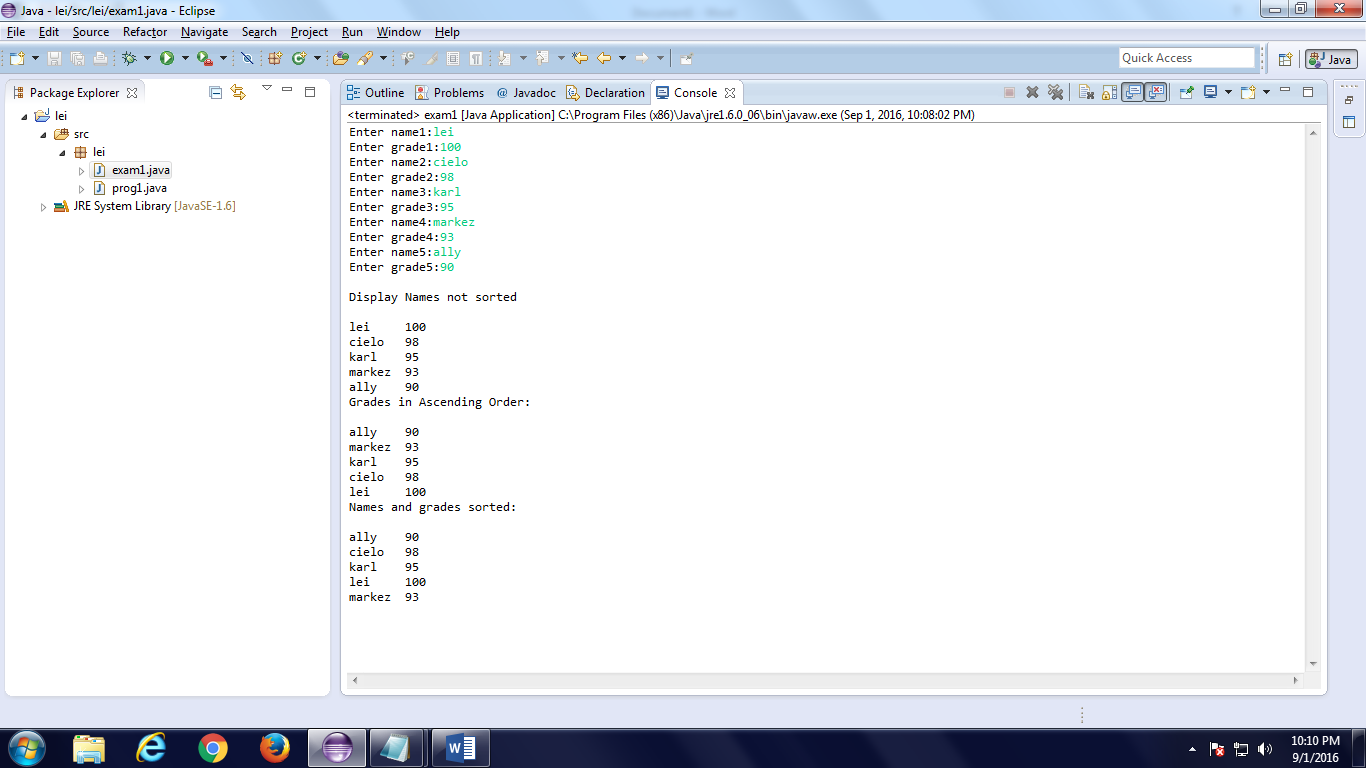 Java - lei/src/lei/exam1.java - Eclipse
File Edit Source Refactor Navigate Search Project Run Window Help
Quick Access
Java
Package Explorer
Outline Problems @ Javadoc Declaration Console
<terminated> exam1 [Java Application] C:\Program Files (x86)\Java\jre1.6.0_06\bin\javaw.exe (Sep 1, 2016, 10:08:02 PM)
lei
src
lei
exam1.java
prog1.java
JRE System Library [JavaSE-1.6]
Enter name1:lei
Enter grade1:100
Enter name2:cielo
Enter grade2:98
Enter name3:karl
Enter grade3:95
Enter name4:markez
Enter grade4:93
Enter name5:ally
Enter grade5:90
Display Names not sorted
lei 100
cielo 98
karl 95
markez 93
ally 90
Grades in Ascending Order:
ally 90
markez 93
karl 95
cielo 98
lei 100
Names and grades sorted:
ally 90
cielo 98
karl 95
lei 100
markez 93
10:10 PM
9/1/2016